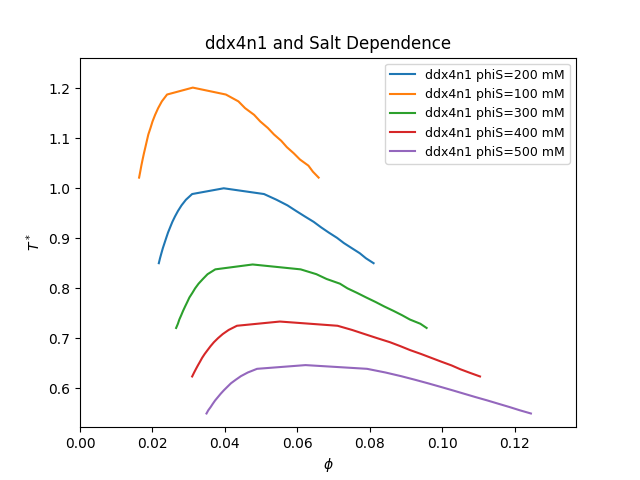 ddx4n1 and Salt Dependence
ddx4n1 phiS=200 mM
ddx4n1 phiS=100 mM
ddx4n1 phiS=300 mM
ddx4n1 phiS=400 mM
ddx4n1 phiS=500 mM
T*
1.2
1.1
1.0
0.9
0.8
0.7
0.6
0.00 0.02 0.04 0.06 0.08 0.10 0.12
ϕ